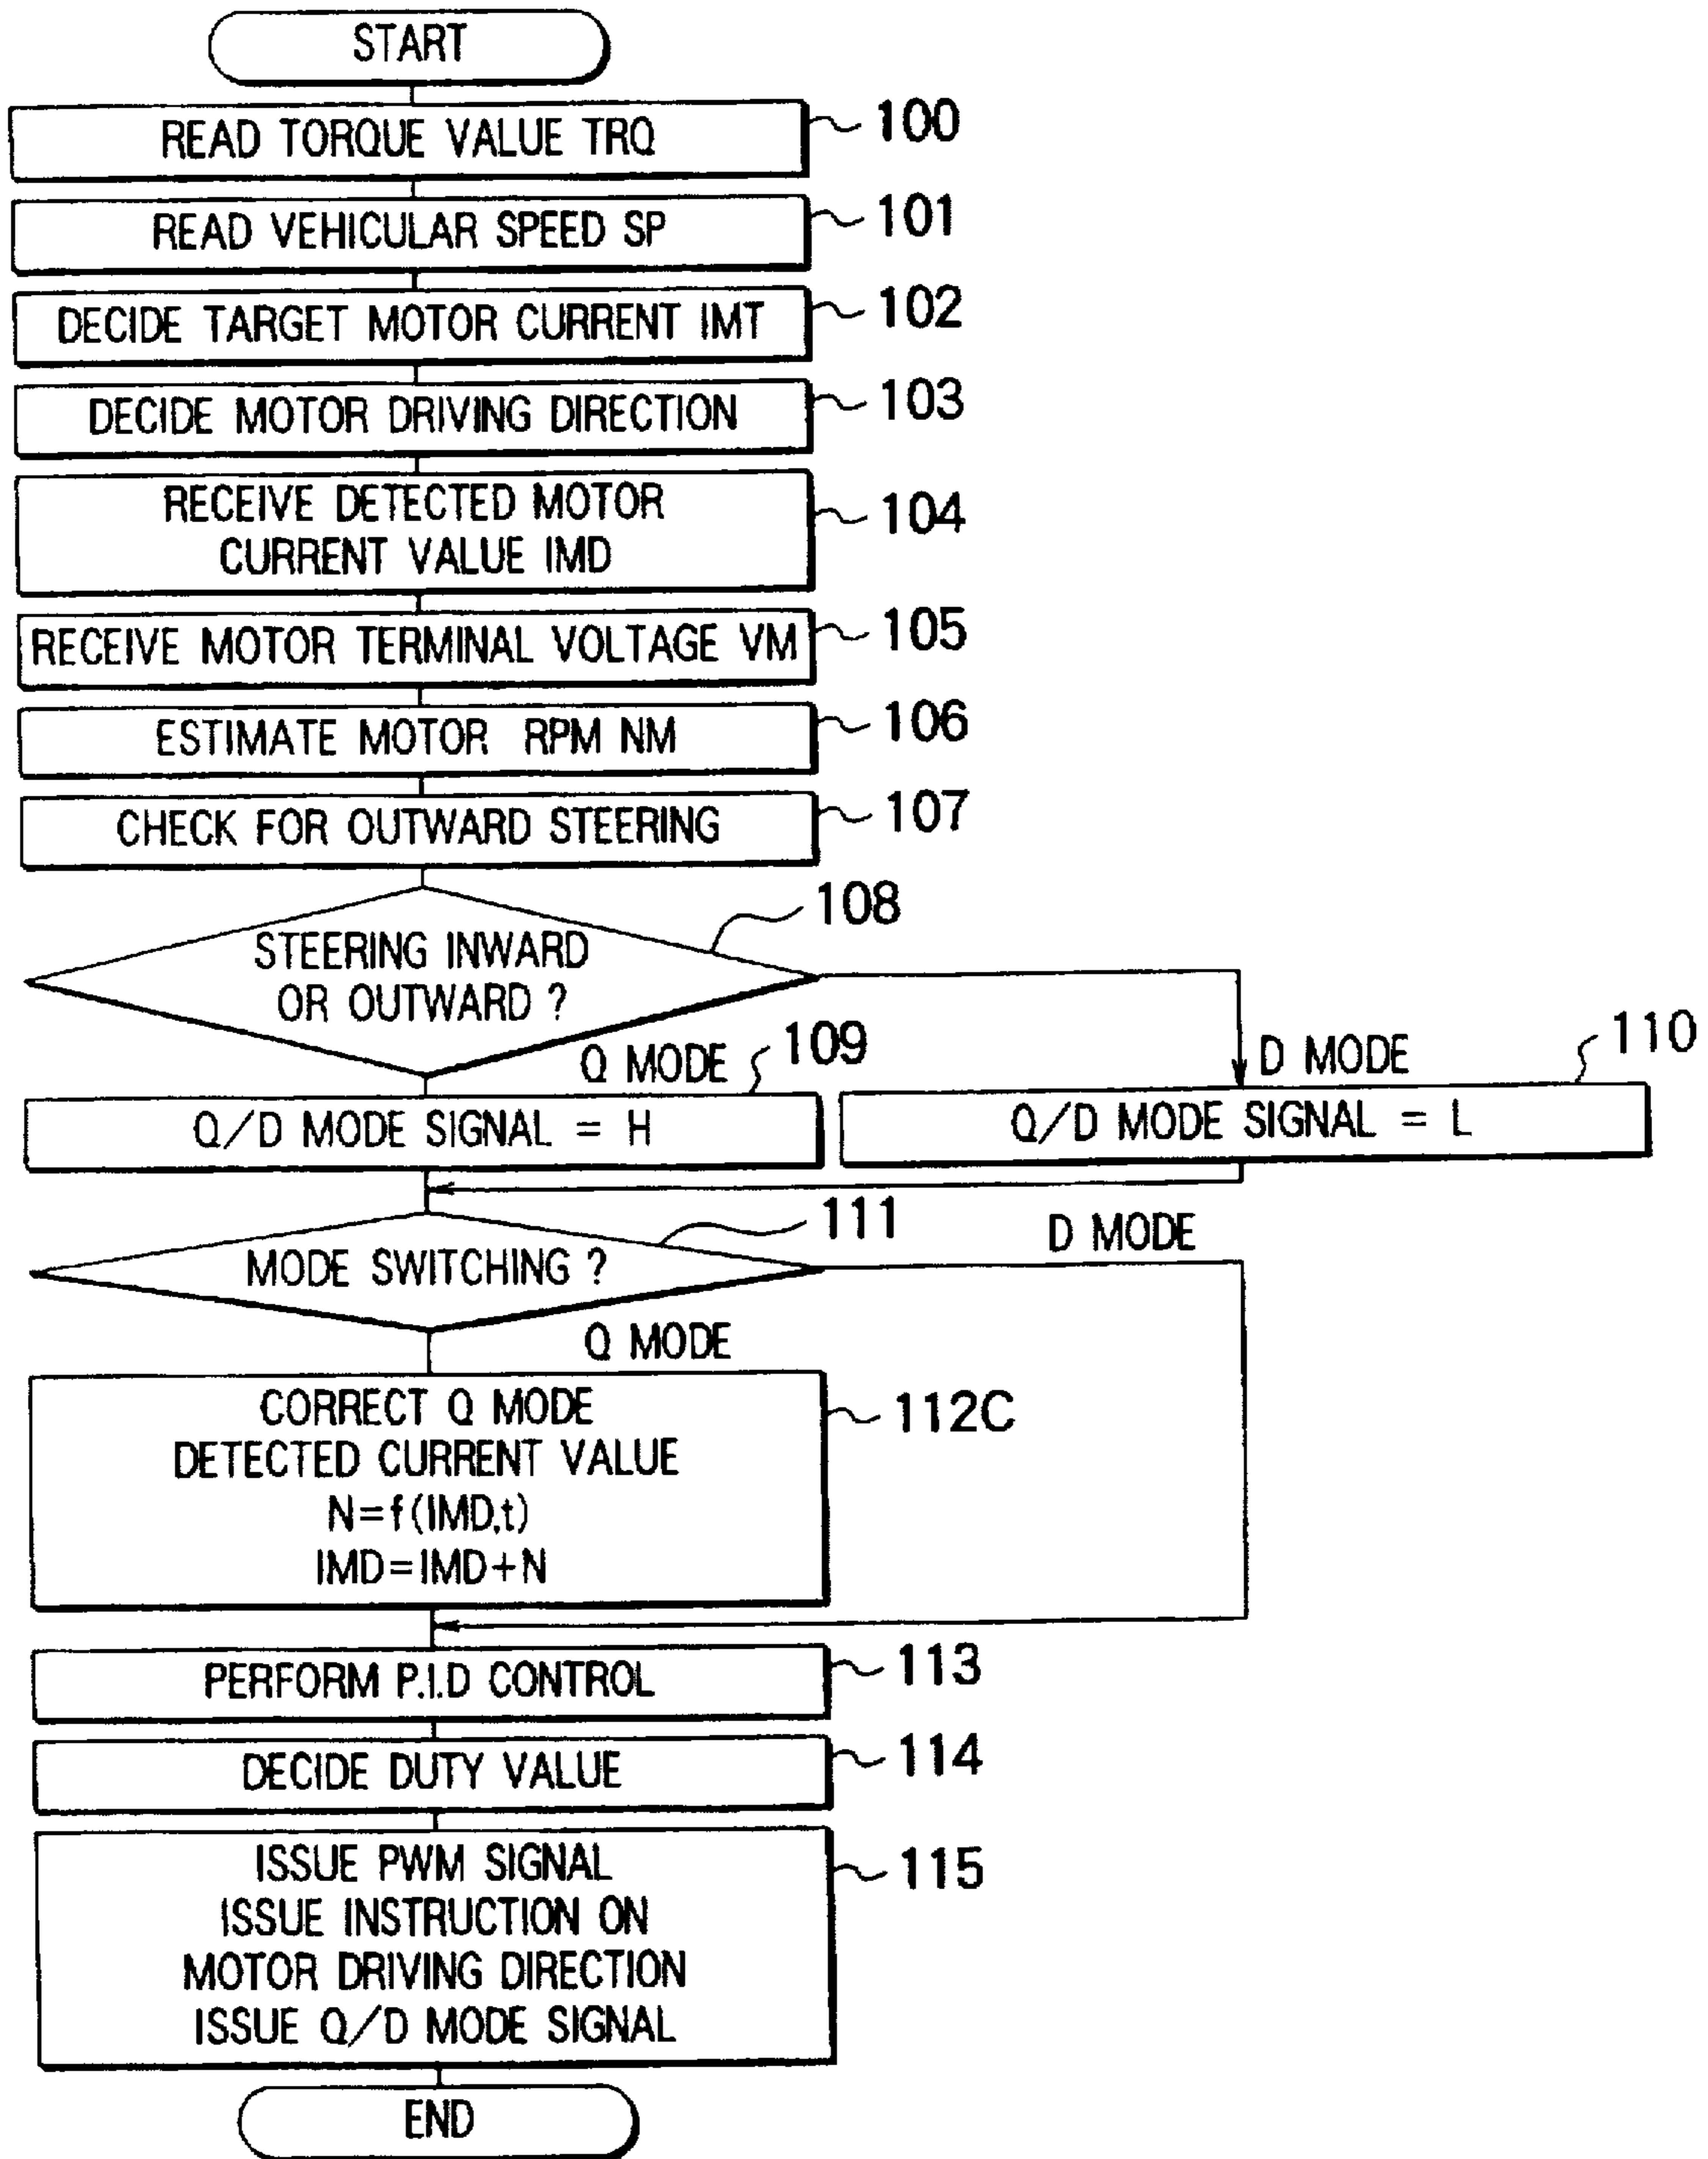 START
READ TORQUE VALUE TRQ
100
READ VEHICULAR SPEED SP
101
DECIDE TARGET MOTOR CURRENT IMT
102
DECIDE MOTOR DRIVING DIRECTION
103
RECEIVE DETECTED MOTOR
CURRENT VALUE IMD
104
RECEIVE MOTOR TERMINAL VOLTAGE VM
105
ESTIMATE MOTOR RPM NM
106
CHECK FOR OUTWARD STEERING
107
108
STEERING INWARD
OR OUTWARD ?
Q MODE
109
D MODE
110
Q/D MODE SIGNAL = H
Q/D MODE SIGNAL = L
111
D MODE
MODE SWITCHING ?
Q MODE
CORRECT Q MODE
DETECTED CURRENT VALUE
N=f(IMD,t)
IMD=IMD+N
112C
PERFORM P.I.D CONTROL
113
DECIDE DUTY VALUE
114
ISSUE PWM SIGNAL
ISSUE INSTRUCTION ON
MOTOR DRIVING DIRECTION
ISSUE Q/D MODE SIGNAL
115
END